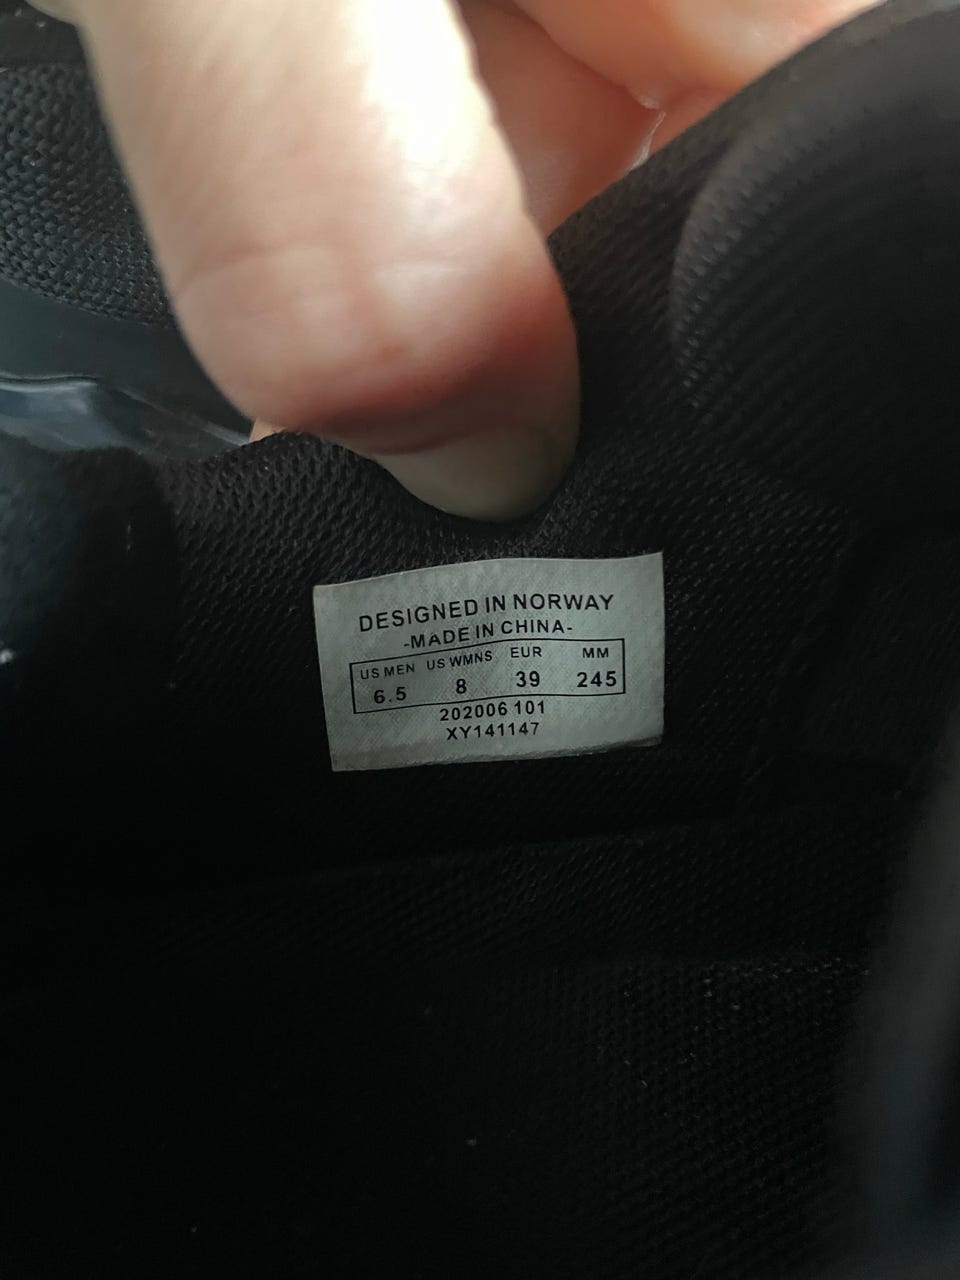 DESIGNED IN NORWAY
-MADE IN CHINA-
US MEN US WMNS EUR MM
6.5 8 39 245
202006 101
XY141147